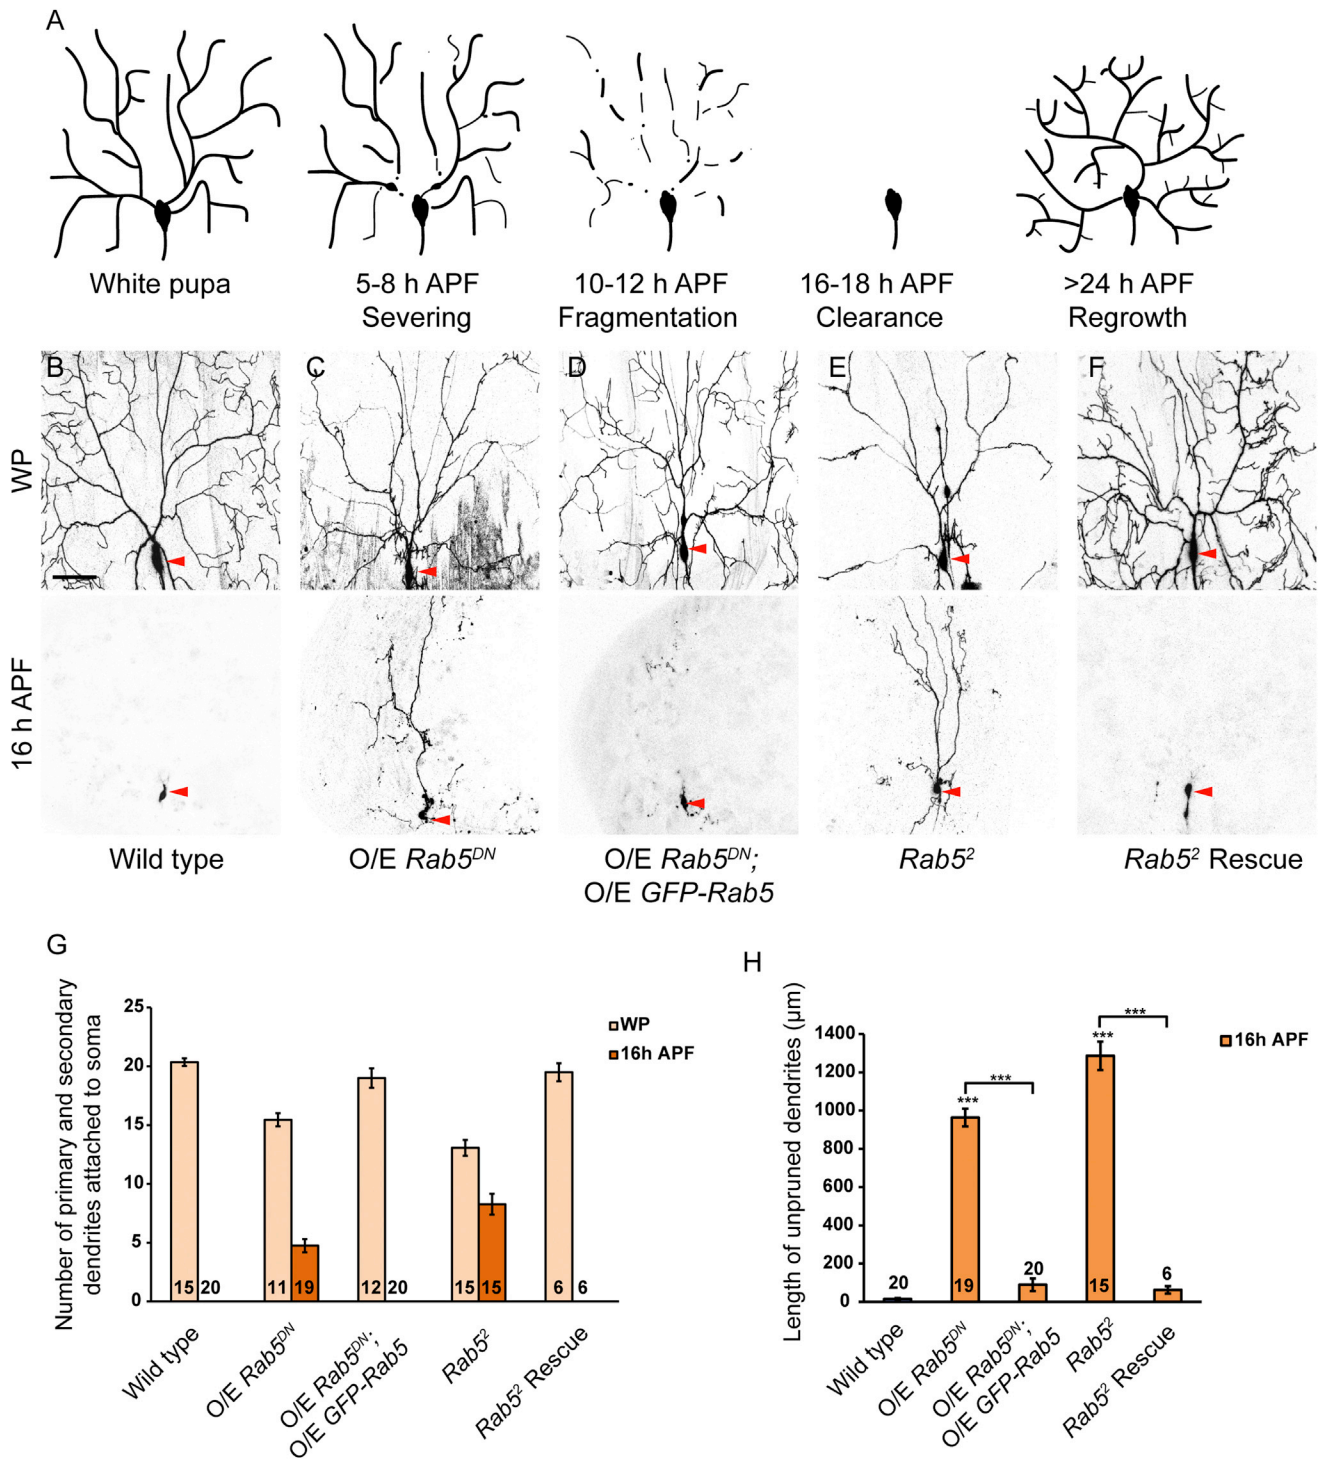 A
White pupa
5-8 h APF
Severing
10-12 h APF
Fragmentation
16-18 h APF
Clearance
>24 h APF
Regrowth
B
C
D
E
F
WP
16 h APF
Wild type
O/E Rab5DN
O/E Rab5DN;
O/E GFP-Rab5
Rab52
Rab52 Rescue
G
Number of primary and secondary
dendrites attached to soma
25
20
15
10
5
0
WP
16h APF
15 20
11 19
12 20
15 15
6 6
Wild type
O/E Rab5DN
O/E Rab5DN;
O/E GFP-Rab5
Rab52
Rab52 Rescue
H
Length of unpruned dendrites (μm)
1400
1200
1000
800
600
400
200
0
16h APF
***
***
***
***
20
19
20
15
6
Wild type
O/E Rab5DN
O/E Rab5DN;
O/E GFP-Rab5
Rab52
Rab52 Rescue